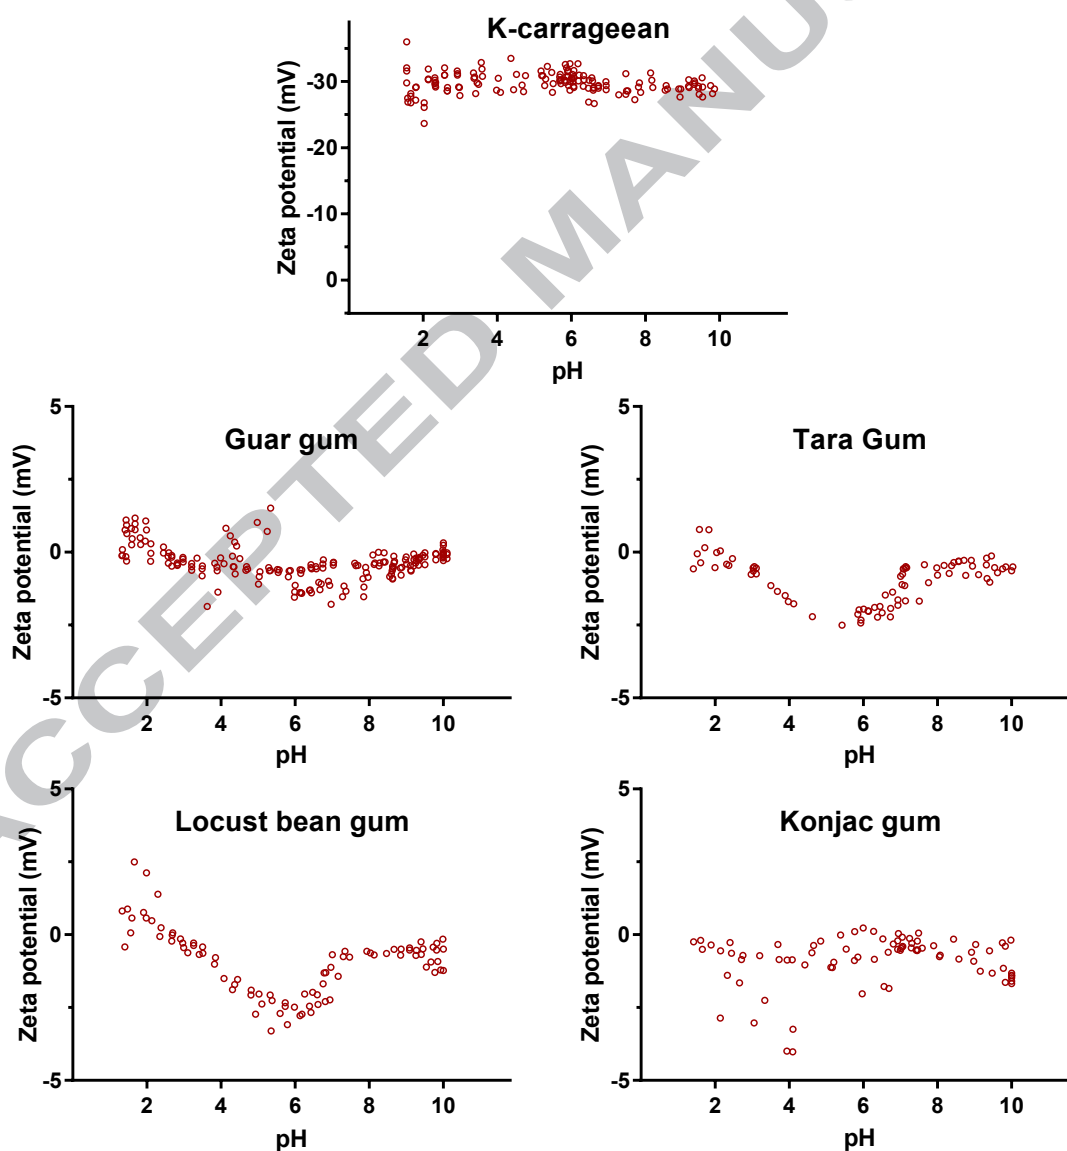 K-carrageean
Zeta potential (mV)
-30
-20
-10
0
2 4 6 8 10
pH
Guar gum
Zeta potential (mV)
5
0
-5
2 4 6 8 10
pH
Tara Gum
Zeta potential (mV)
5
0
-5
2 4 6 8 10
pH
Locust bean gum
Zeta potential (mV)
5
0
-5
2 4 6 8 10
pH
Konjac gum
Zeta potential (mV)
5
0
-5
2 4 6 8 10
pH
ACCEPTED MANU